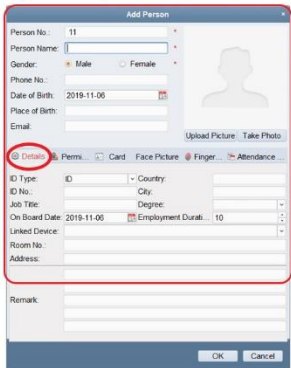 Add Person
Person No.: 11 *
Person Name: *
Gender: Male Female *
Phone No.:
Date of Birth: 2019-11-06
Place of Birth:
Email:
Upload Picture Take Photo
Details Permi... Card Face Picture Finger... Attendance ...
ID Type: ID Country:
ID No.: City:
Job Title: Degree:
On Board Date: 2019-11-06 Employment Durati... 10
Linked Device:
Room No.:
Address:
Remark:
OK Cancel